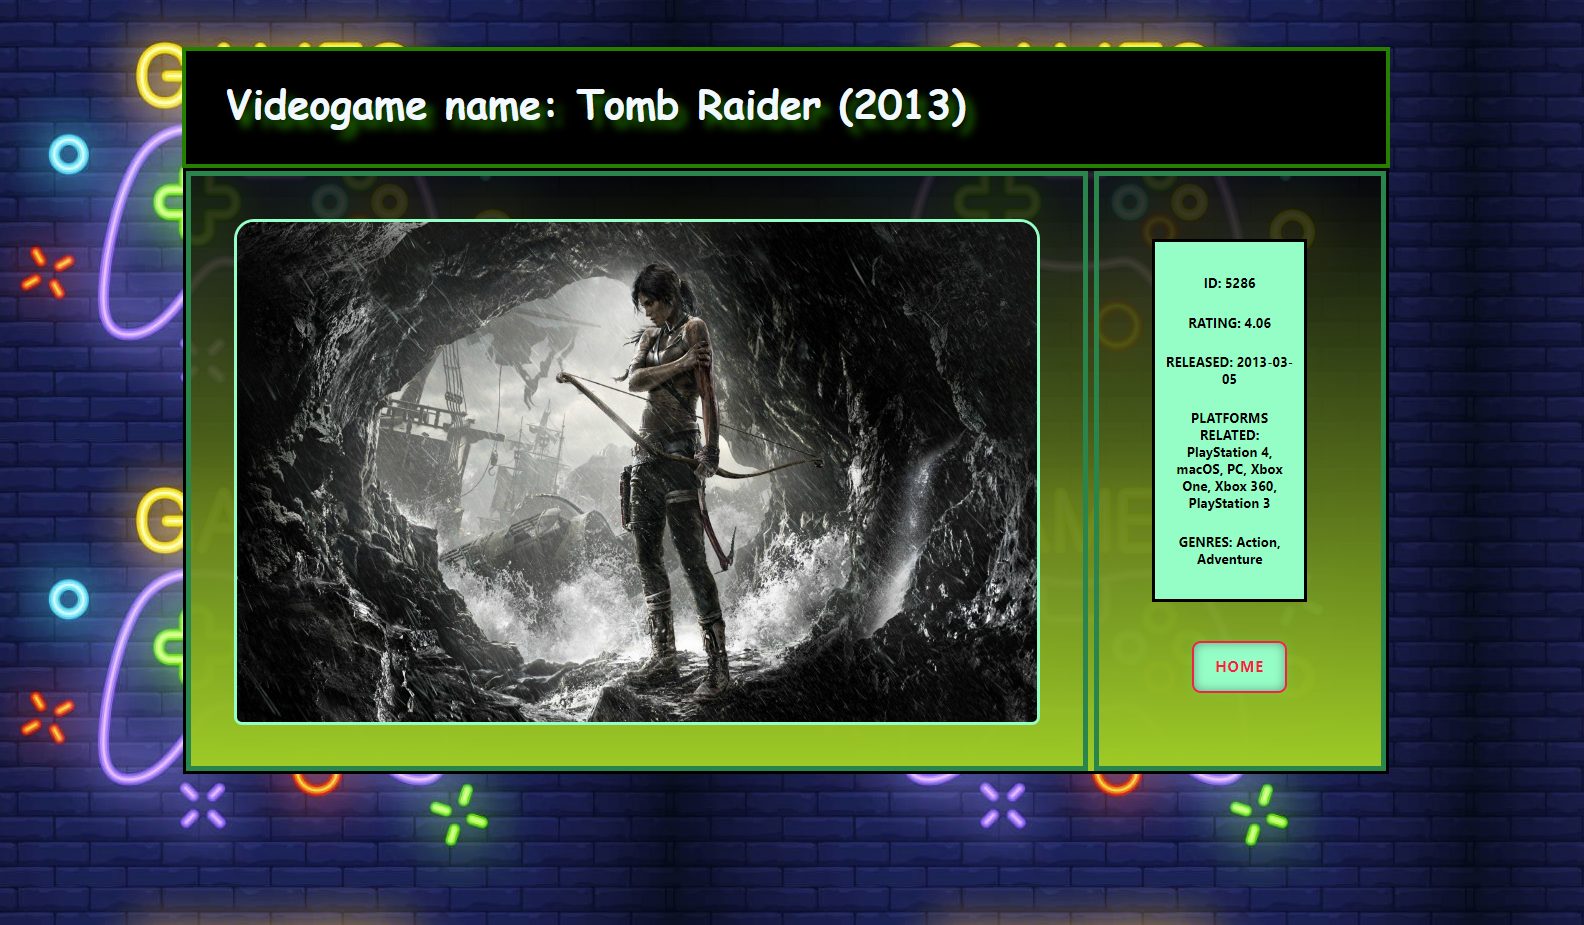 Videogame name: Tomb Raider (2013)
ID: 5286
RATING: 4.06
RELEASED: 2013-03-
05
PLATFORMS
RELATED:
PlayStation 4,
macOS, PC, Xbox
One, Xbox 360,
PlayStation 3
GENRES: Action,
Adventure
HOME